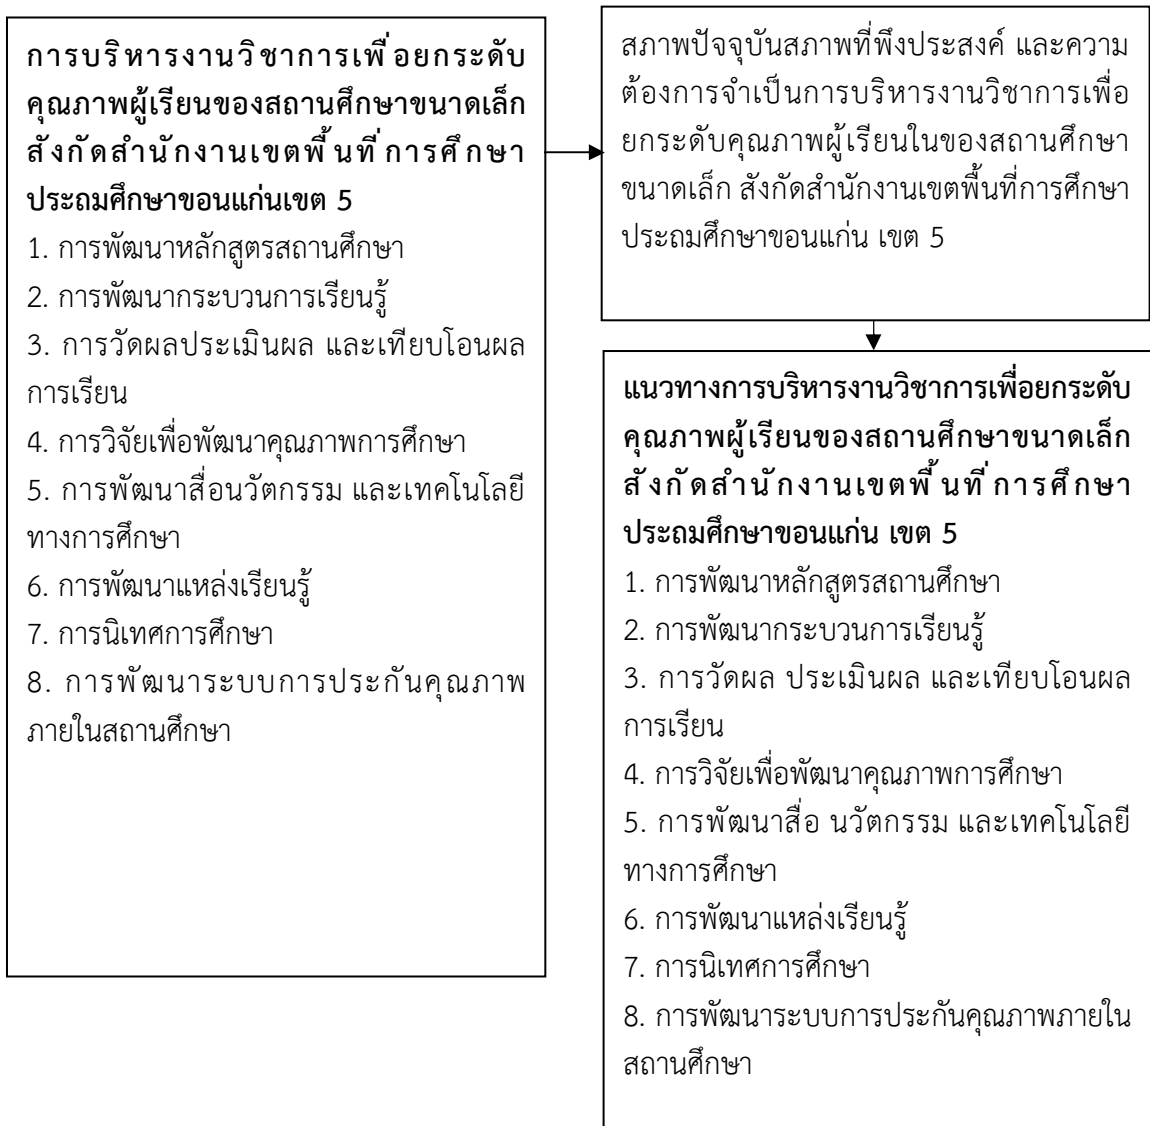 การบริหารงานวิชาการเพื่อยกระดับ
คุณภาพผู้เรียนของสถานศึกษาขนาดเล็ก
สังกัดสำนักงานเขตพื้นที่การศึกษา
ประถมศึกษาขอนแก่นเขต 5
1. การพัฒนาหลักสูตรสถานศึกษา
2. การพัฒนากระบวนการเรียนรู้
3. การวัดผลประเมินผล และเทียบโอนผล
การเรียน
4. การวิจัยเพื่อพัฒนาคุณภาพการศึกษา
5. การพัฒนาสื่อนวัตกรรม และเทคโนโลยี
ทางการศึกษา
6. การพัฒนาแหล่งเรียนรู้
7. การนิเทศการศึกษา
8. การพัฒนาระบบการประกันคุณภาพ
ภายในสถานศึกษา
สภาพปัจจุบันสภาพที่พึงประสงค์ และความ
ต้องการจำเป็นการบริหารงานวิชาการเพื่อ
ยกระดับคุณภาพผู้เรียนในของสถานศึกษา
ขนาดเล็ก สังกัดสำนักงานเขตพื้นที่การศึกษา
ประถมศึกษาขอนแก่น เขต 5
แนวทางการบริหารงานวิชาการเพื่อยกระดับ
คุณภาพผู้เรียนของสถานศึกษาขนาดเล็ก
สังกัดสำนักงานเขตพื้นที่การศึกษา
ประถมศึกษาขอนแก่น เขต 5
1. การพัฒนาหลักสูตรสถานศึกษา
2. การพัฒนากระบวนการเรียนรู้
3. การวัดผล ประเมินผล และเทียบโอนผล
การเรียน
4. การวิจัยเพื่อพัฒนาคุณภาพการศึกษา
5. การพัฒนาสื่อ นวัตกรรม และเทคโนโลยี
ทางการศึกษา
6. การพัฒนาแหล่งเรียนรู้
7. การนิเทศการศึกษา
8. การพัฒนาระบบการประกันคุณภาพภายใน
สถานศึกษา